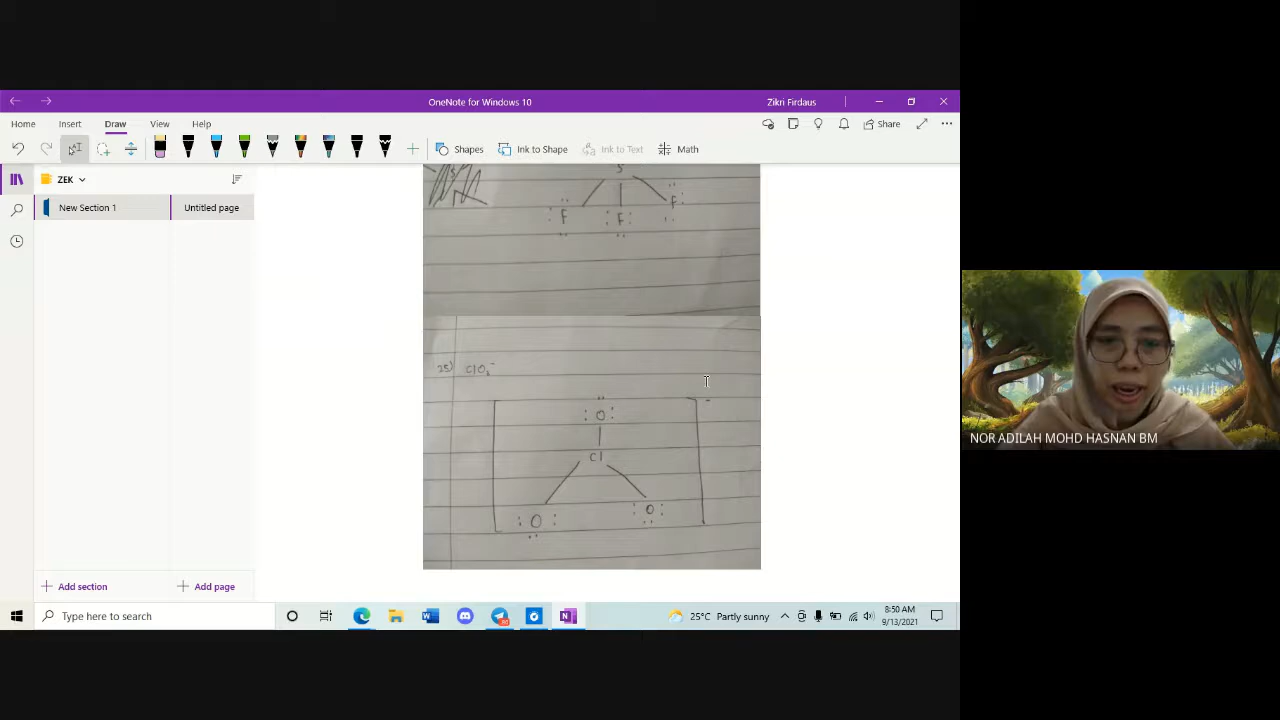 OneNote for Windows 10
Zikri Firdaus
Home
Insert
Draw
View
Help
Share
Shapes
Ink to Shape
Ink to Text
Math
ZEK
New Section 1
Untitled page
S
F
F
F
25) ClO₃⁻
O
Cl
O
O
NOR ADILAH MOHD HASNAN BM
Add section
Add page
Type here to search
25°C Partly sunny
8:50 AM
9/13/2021